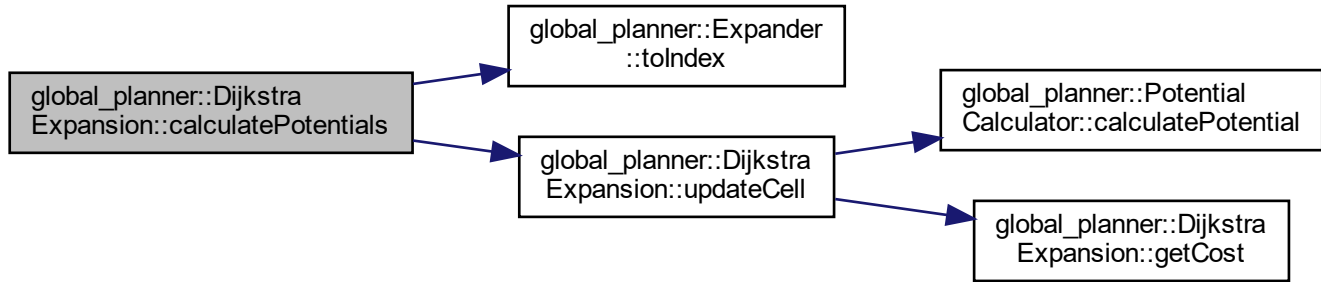 global_planner::Dijkstra
Expansion::calculatePotentials
global_planner::Expander
::toIndex
global_planner::Dijkstra
Expansion::updateCell
global_planner::Potential
Calculator::calculatePotential
global_planner::Dijkstra
Expansion::getCost